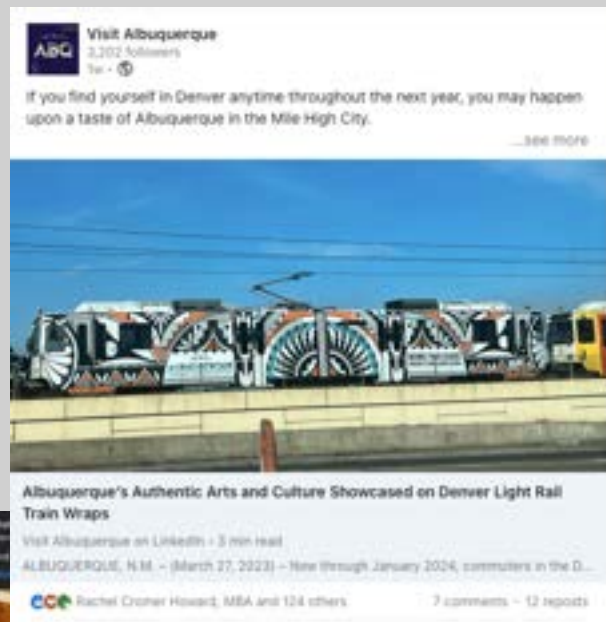 ABQ
Visit Albuquerque
3,202 followers
1w •
If you find yourself in Denver anytime throughout the next year, you may happen
upon a taste of Albuquerque in the Mile High City.
...see more
Albuquerque's Authentic Arts and Culture Showcased on Denver Light Rail
Train Wraps
Visit Albuquerque on LinkedIn • 3 min read
ALBUQUERQUE, N.M. – (March 27, 2023) – Now through January 2024, commuters in the D...
Rachel Cromer Howard, MBA and 124 others
7 comments • 12 reposts